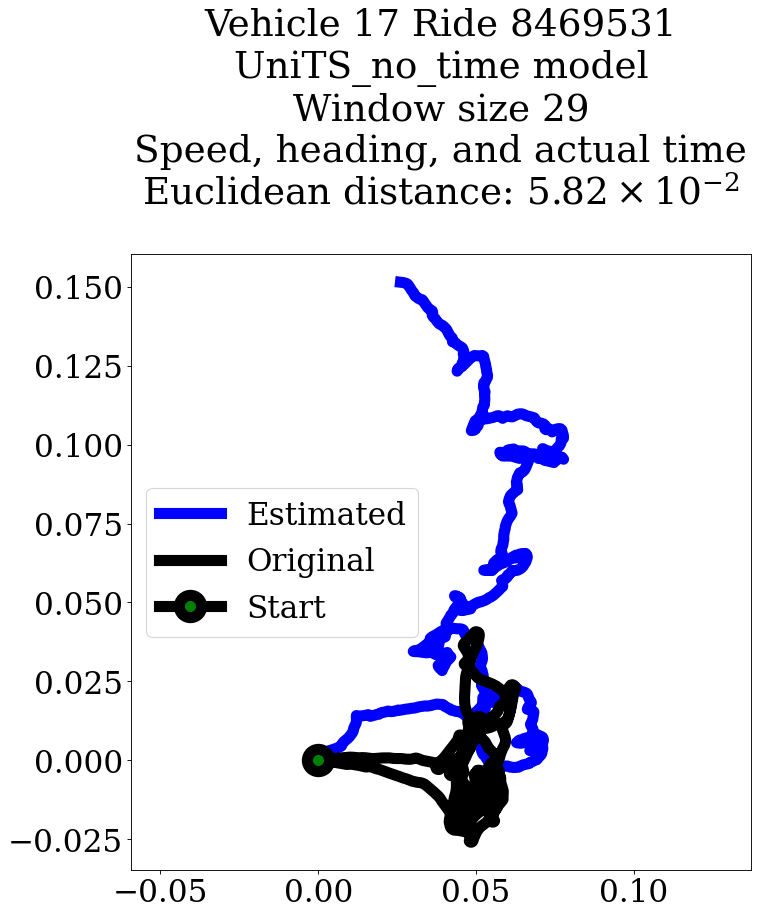 Vehicle 17 Ride 8469531
UniTS_no_time model
Window size 29
Speed, heading, and actual time
Euclidean distance: 5.82 × 10⁻²
0.150
0.125
0.100
0.075
0.050
0.025
0.000
−0.025
Estimated
Original
Start
−0.05 0.00 0.05 0.10